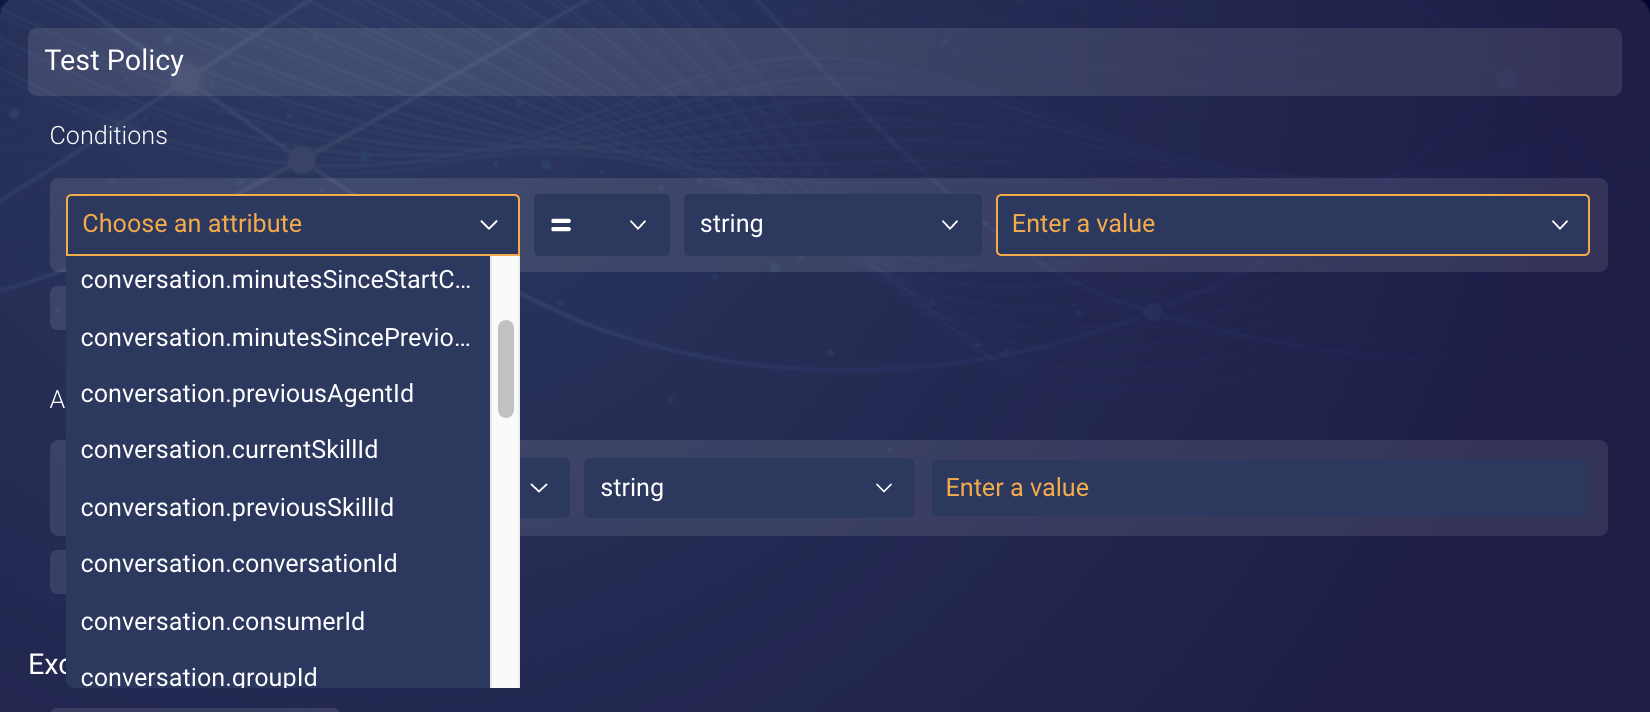 Test Policy
Conditions
Choose an attribute = string Enter a value
conversation.minutesSinceStartC...
conversation.minutesSincePrevio...
conversation.previousAgentId
conversation.currentSkillId
conversation.previousSkillId
conversation.conversationId
conversation.consumerId
conversation.groupId
A
string Enter a value
Exc